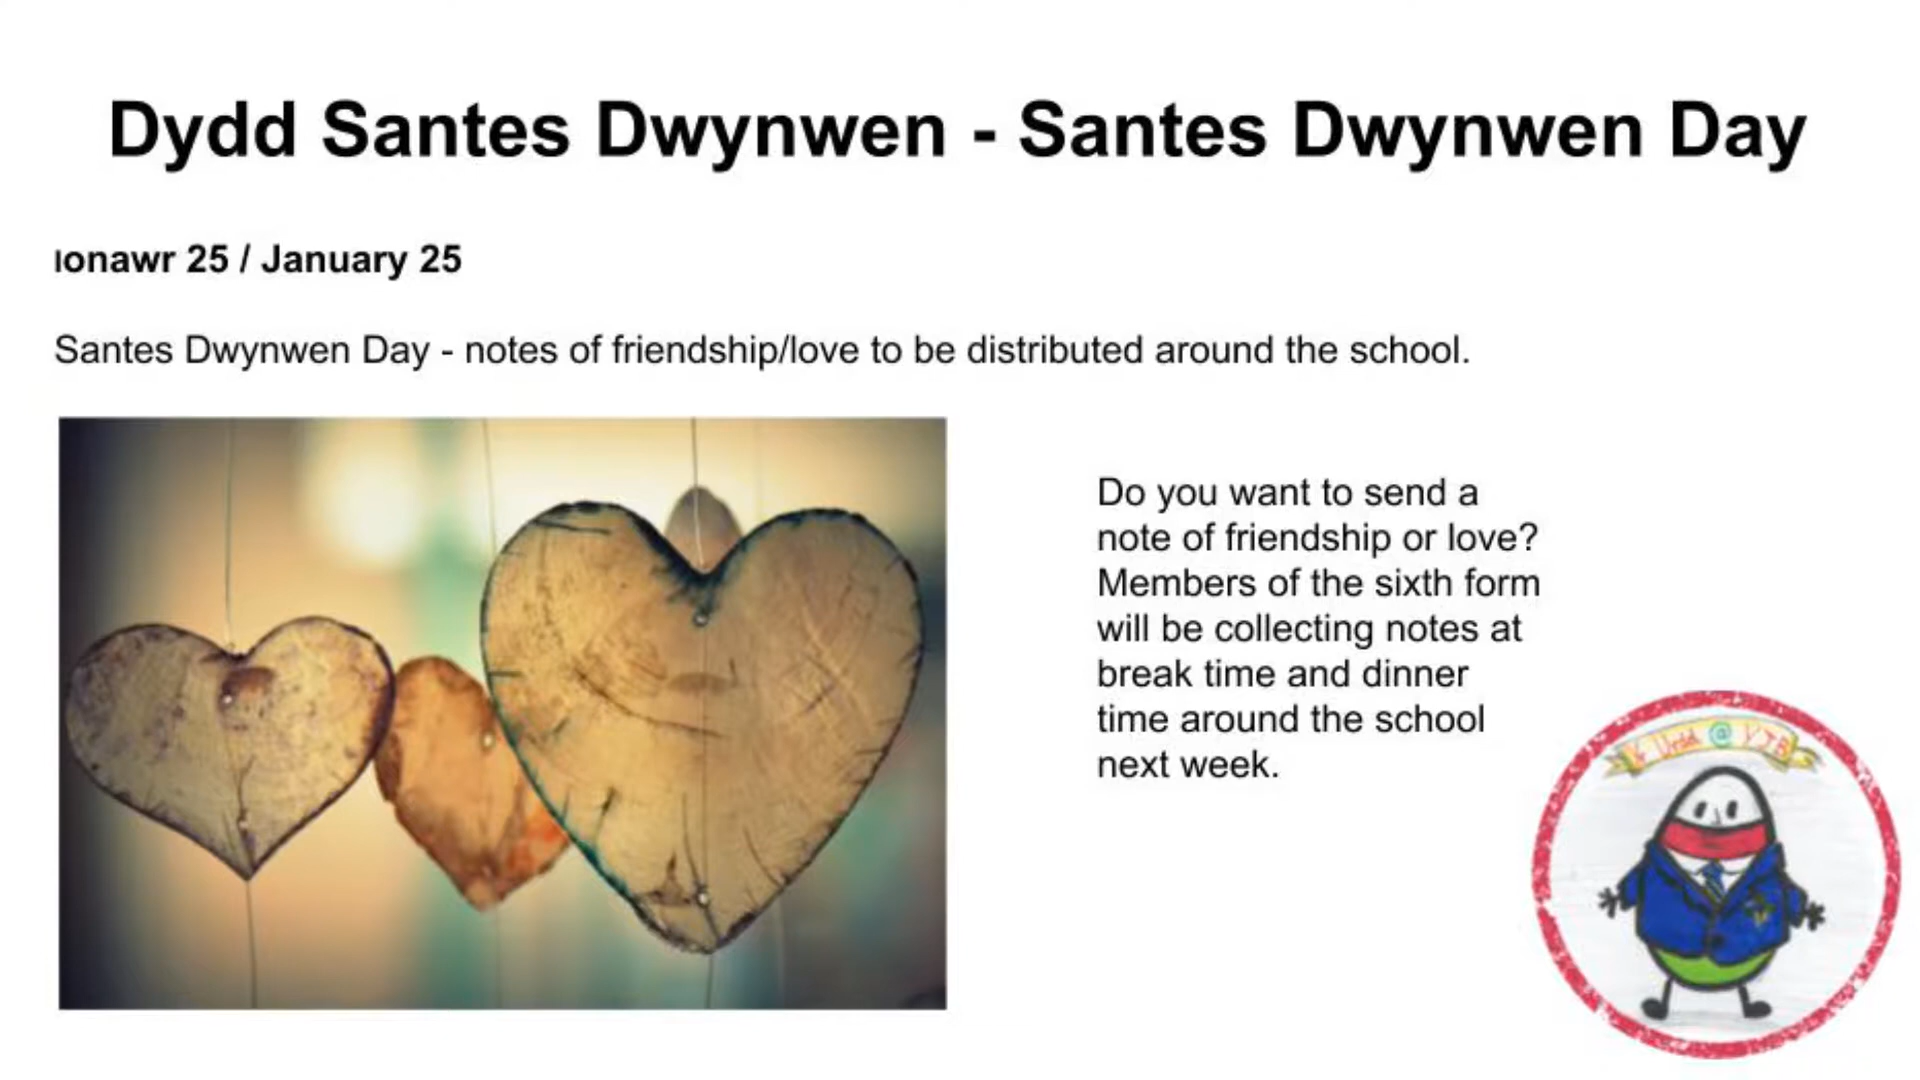 Dydd Santes Dwynwen - Santes Dwynwen Day
Ionawr 25 / January 25
Santes Dwynwen Day - notes of friendship/love to be distributed around the school.
Do you want to send a
note of friendship or love?
Members of the sixth form
will be collecting notes at
break time and dinner
time around the school
next week.
Urdd @ YJB